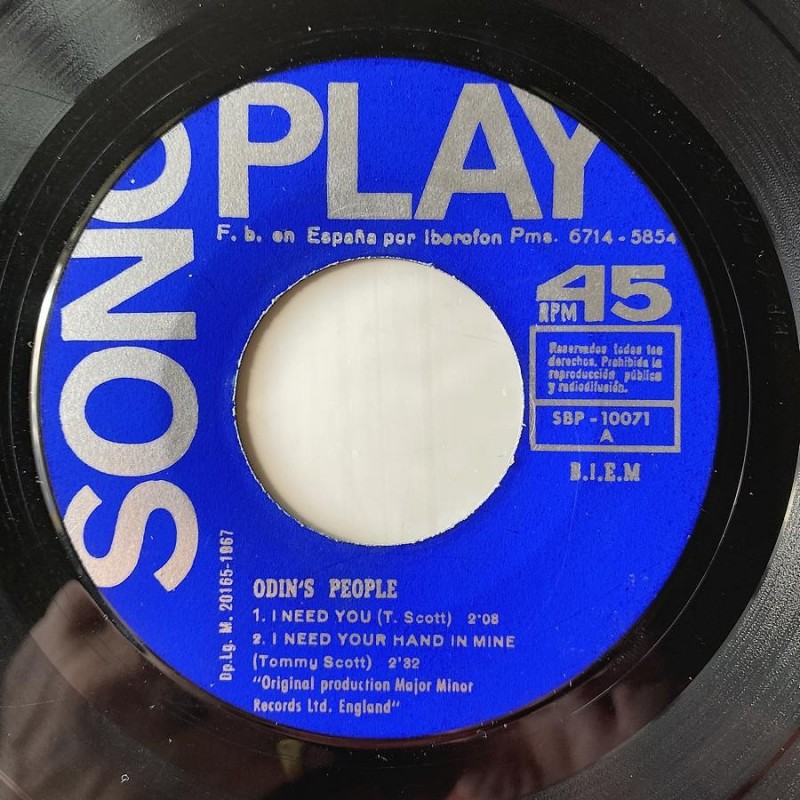 SONO
PLAY
F. b. en España por Iberofon Pms. 6714-5854
45
RPM
Reservados todos los
derechos. Prohibida la
reproducción pública
y radiodifusión.
SBP-10071
A
B.I.E.M
Dp.Lg. M. 20165-1967
ODIN'S PEOPLE
1. I NEED YOU (T. Scott) 2'08
2. I NEED YOUR HAND IN MINE
(Tommy Scott) 2'32
"Original production Major Minor
Records Ltd. England"